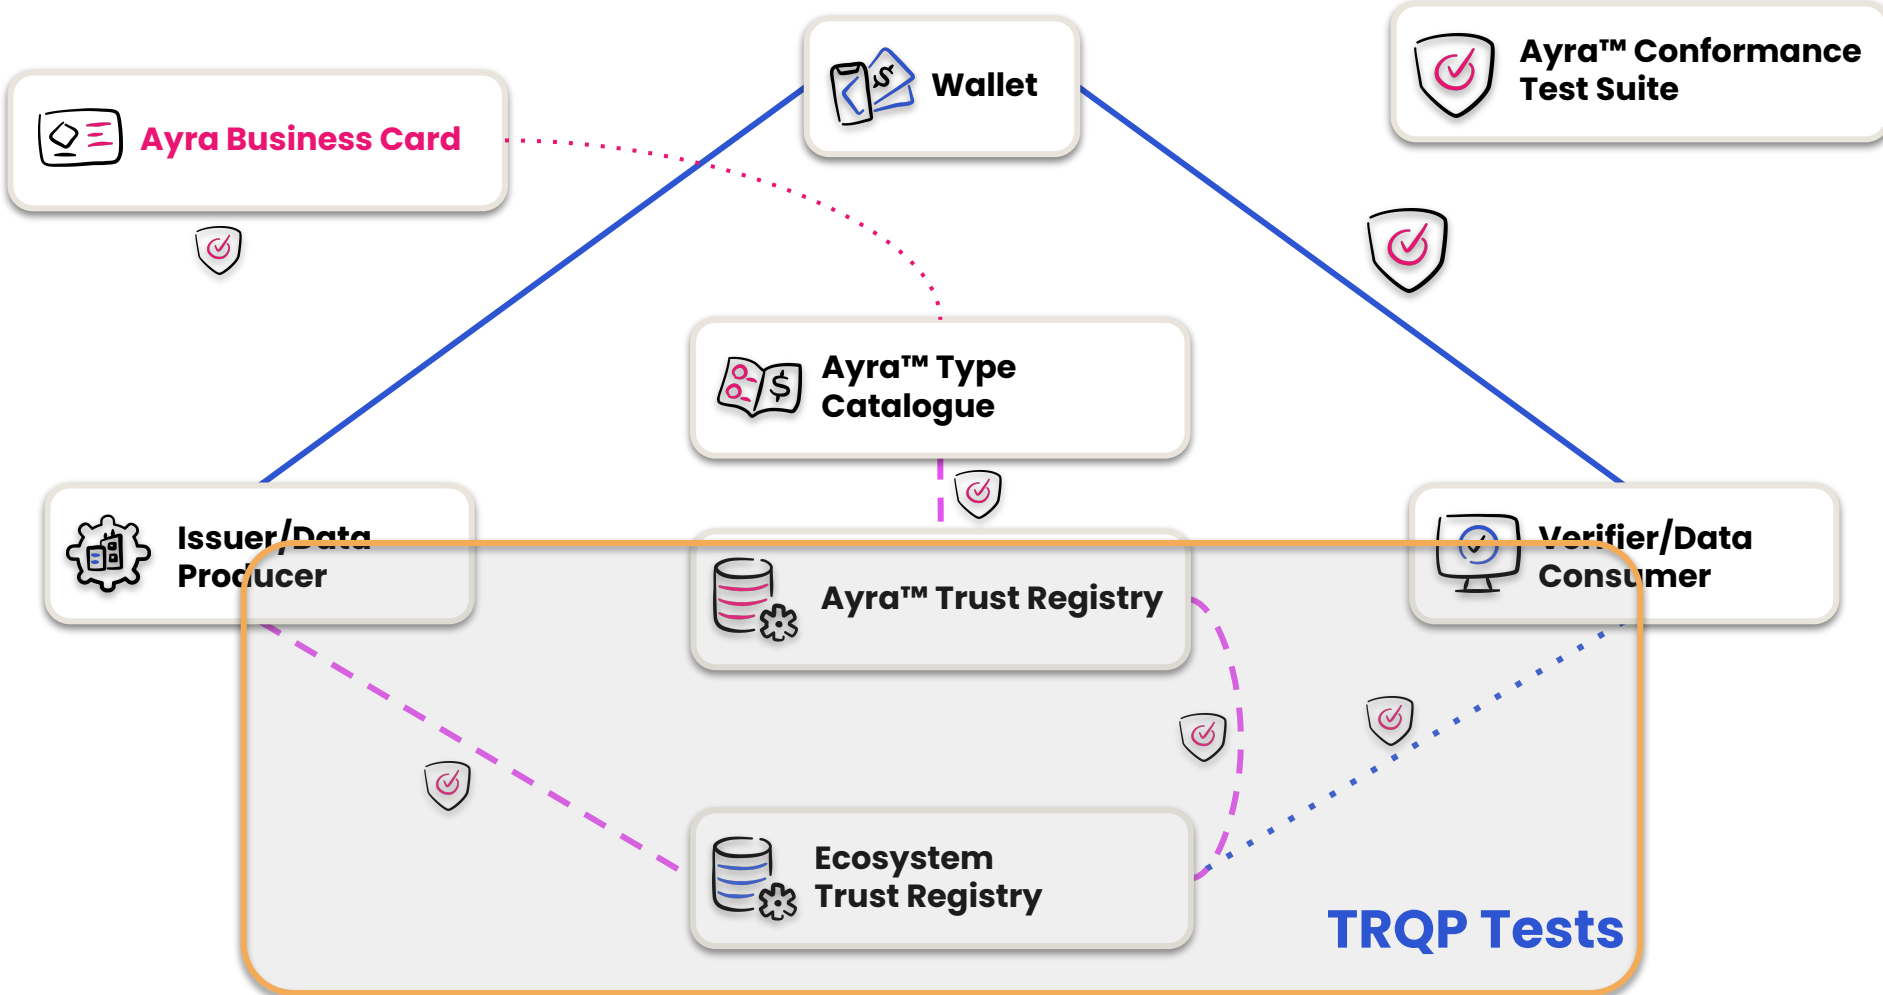 Wallet
Ayra™ Conformance
Test Suite
Ayra Business Card
Ayra™ Type
Catalogue
Issuer/Data
Producer
Verifier/Data
Consumer
Ayra™ Trust Registry
Ecosystem
Trust Registry
TRQP Tests